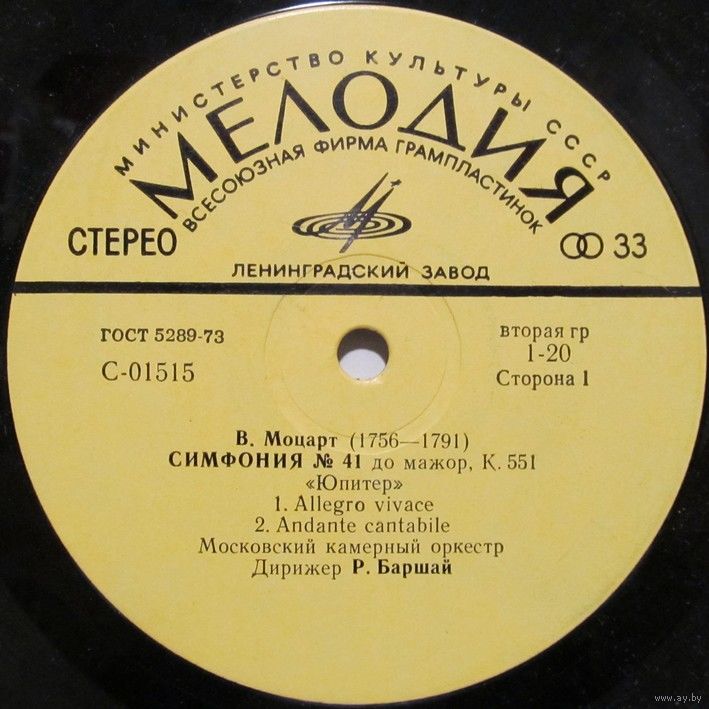 МИНИСТЕРСТВО КУЛЬТУРЫ СССР
МЕЛОДИЯ
ВСЕСОЮЗНАЯ ФИРМА ГРАМПЛАСТИНОК
СТЕРЕО
33
ЛЕНИНГРАДСКИЙ ЗАВОД
ГОСТ 5289-73
С-01515
вторая гр
1-20
Сторона 1
В. Моцарт (1756—1791)
СИМФОНИЯ № 41 до мажор, К. 551
«Юпитер»
1. Allegro vivace
2. Andante cantabile
Московский камерный оркестр
Дирижер Р. Баршай
www.ay.by